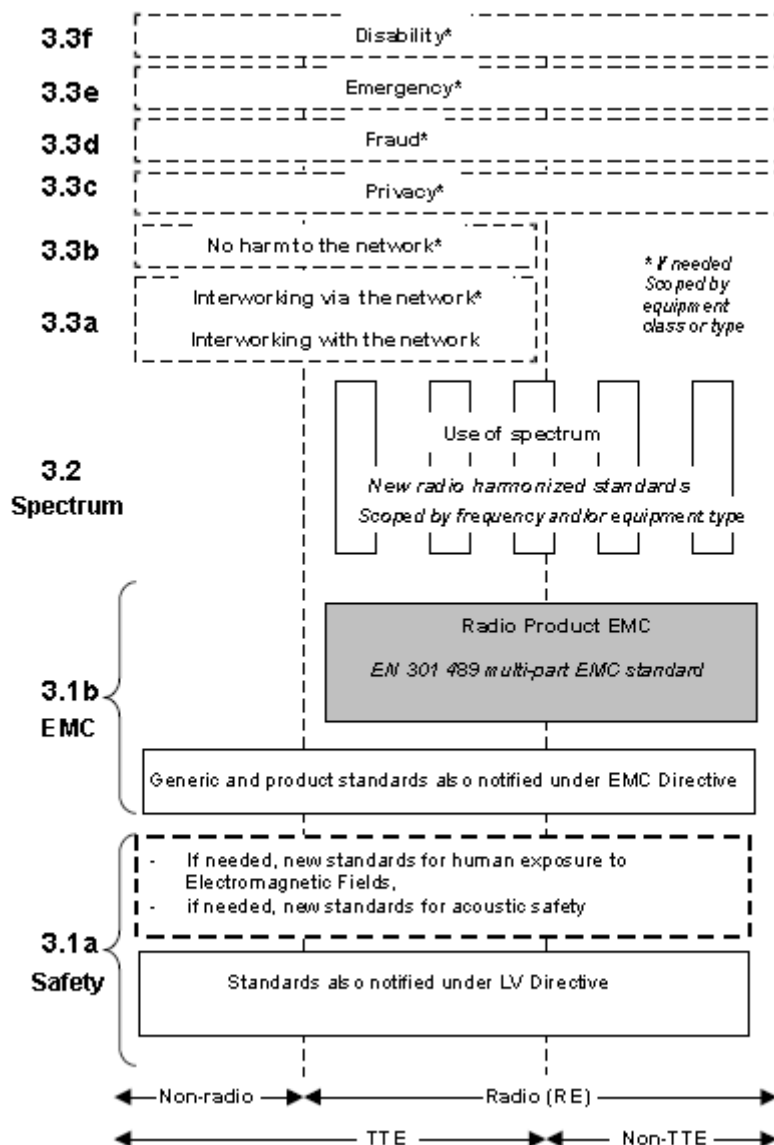 3.3f Disability*
3.3e Emergency*
3.3d Fraud*
3.3c Privacy*
3.3b No harm to the network*
* If needed
Scoped by
equipment
class or type
3.3a
Interworking via the network*
Interworking with the network
3.2
Spectrum
Use of spectrum
New radio harmonized standards
Scoped by frequency and/or equipment type
3.1b
EMC
Radio Product EMC
EN 301 489 multi-part EMC standard
Generic and product standards also notified under EMC Directive
3.1a
Safety
- If needed, new standards for human exposure to
Electromagnetic Fields,
- if needed, new standards for acoustic safety
Standards also notified under LV Directive
Non-radio Radio (RE)
TTE Non-TTE